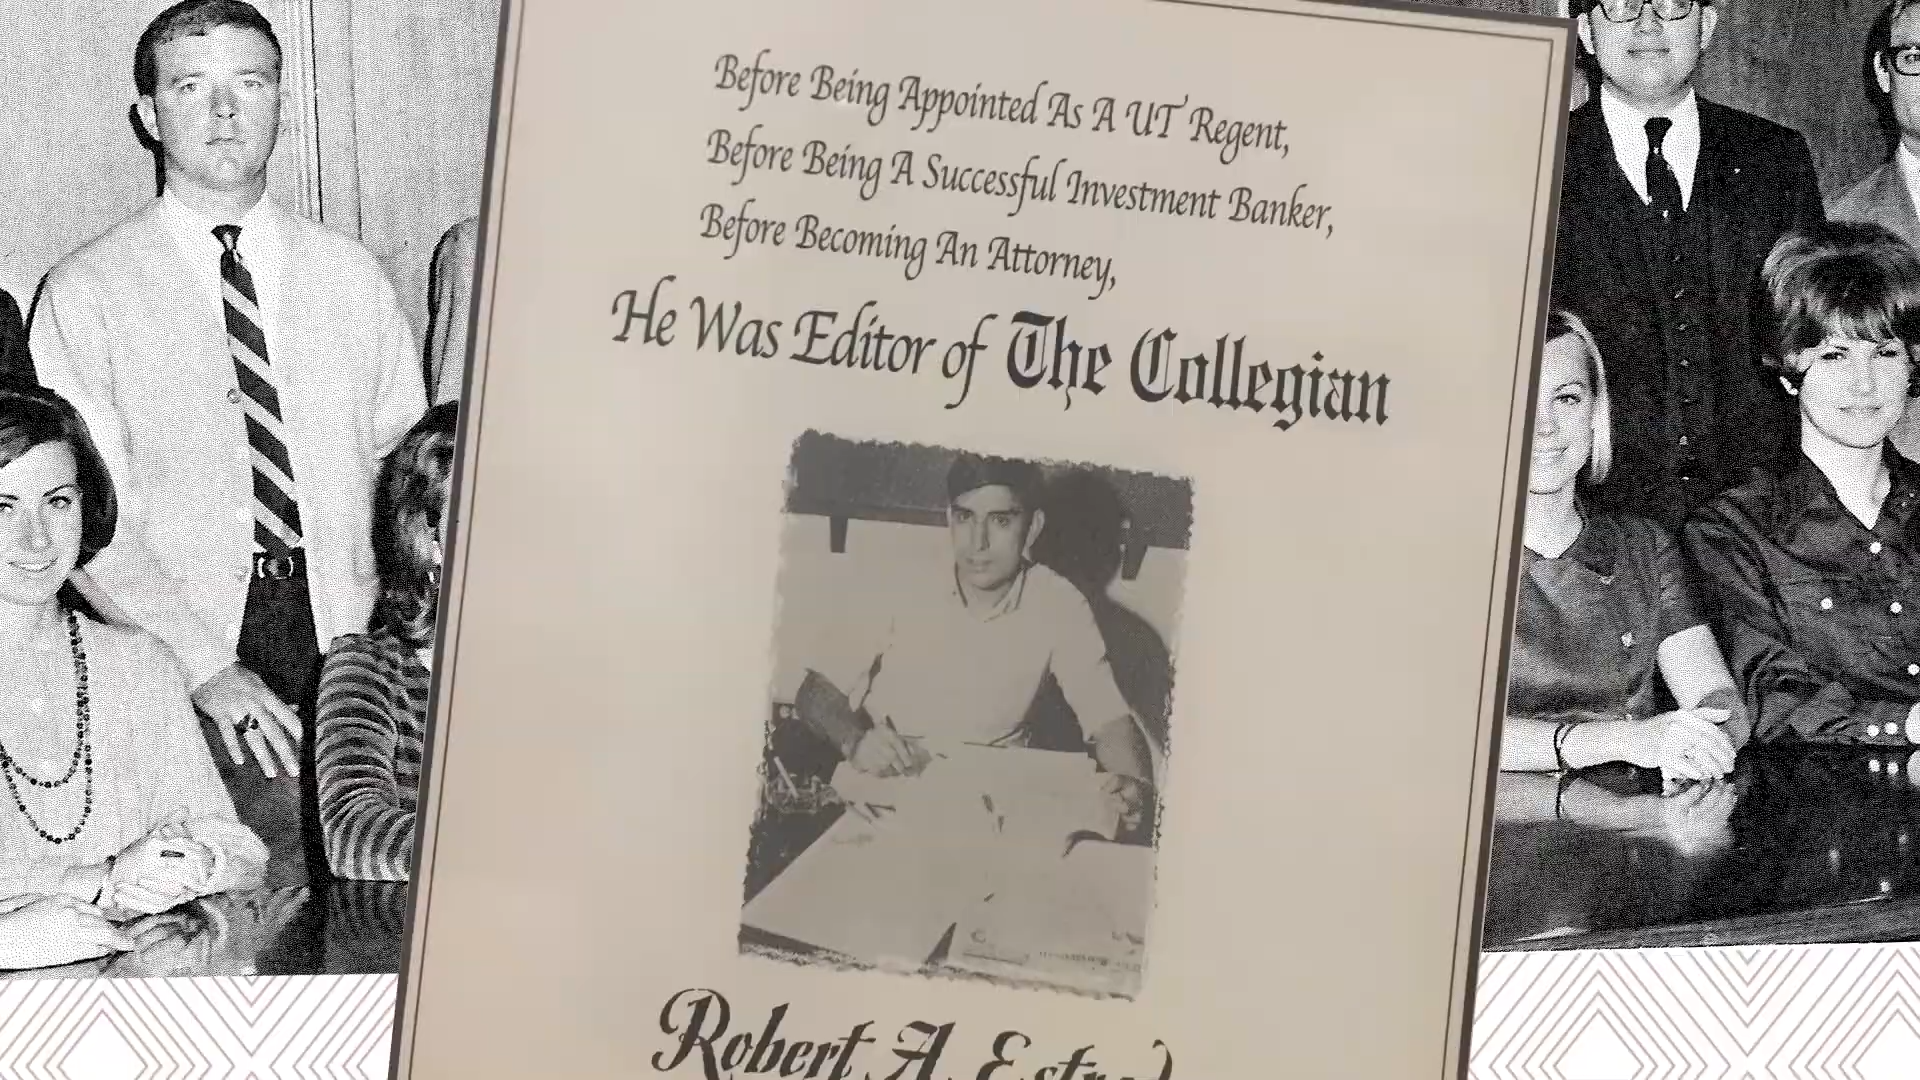 Before Being Appointed As A UT Regent,
Before Being A Successful Investment Banker,
Before Becoming An Attorney,
He Was Editor of The Collegian
Robert A.